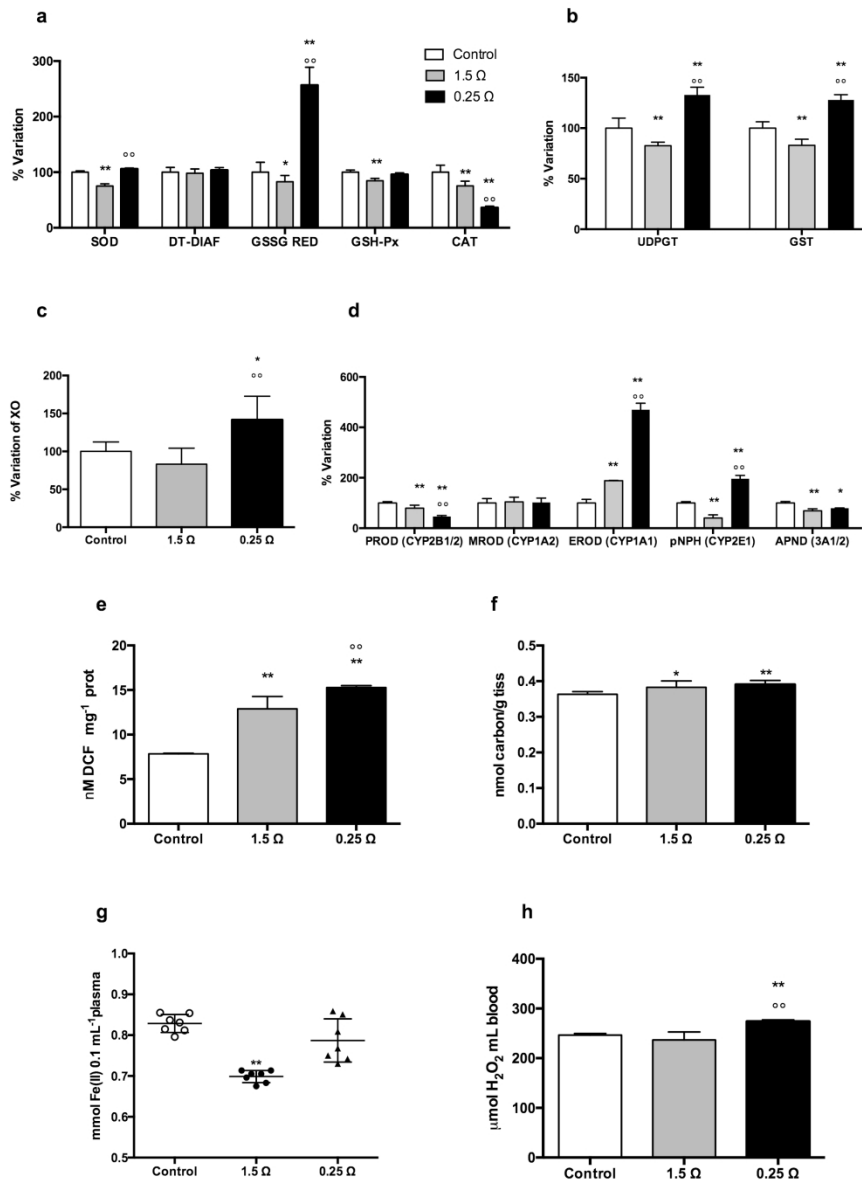 a
% Variation
300
200
100
0
** °°
** °°
* ** ** **
°°
SOD DT-DIAF GSSG RED GSH-Px CAT
Control
1.5 Ω
0.25 Ω
b
% Variation
150
100
50
0
** °°
** °°
** **
UDPGT GST
c
% Variation of XO
200
150
100
50
0
*
°°
Control 1.5 Ω 0.25 Ω
d
% Variation
600
400
200
0
**
°°
** ** °°
** ** °°
** ** *
PROD (CYP2B1/2) MROD (CYP1A2) EROD (CYP1A1) pNPH (CYP2E1) APND (3A1/2)
e
nM DCF mg-1 prot
20
15
10
5
0
°°
** **
Control 1.5 Ω 0.25 Ω
f
nmol carbon/g tiss
0.5
0.4
0.3
0.2
0.1
0.0
* **
Control 1.5 Ω 0.25 Ω
g
mmol Fe(II) 0.1 mL-1plasma
1.0
0.9
0.8
0.7
0.6
0.5
**
Control 1.5 Ω 0.25 Ω
h
µmol H2O2 mL blood
400
300
200
100
0
**
°°
Control 1.5 Ω 0.25 Ω